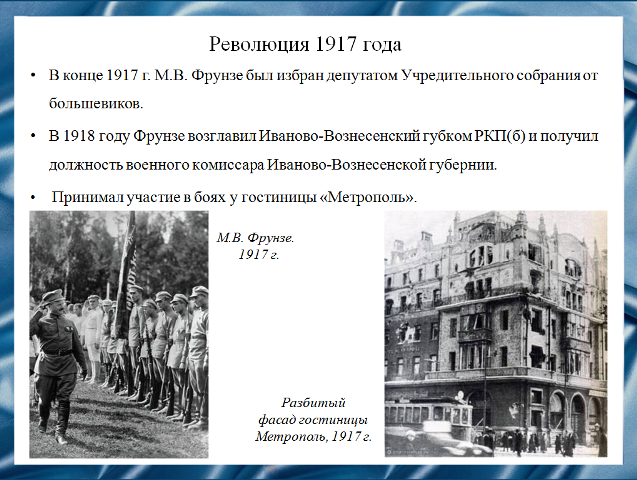 Революция 1917 года
• В конце 1917 г. М.В. Фрунзе был избран депутатом Учредительного собрания от
большевиков.
• В 1918 году Фрунзе возглавил Иваново-Вознесенский губком РКП(б) и получил
должность военного комиссара Иваново-Вознесенской губернии.
• Принимал участие в боях у гостиницы «Метрополь».
М.В. Фрунзе.
1917 г.
Разбитый
фасад гостиницы
Метрополь, 1917 г.